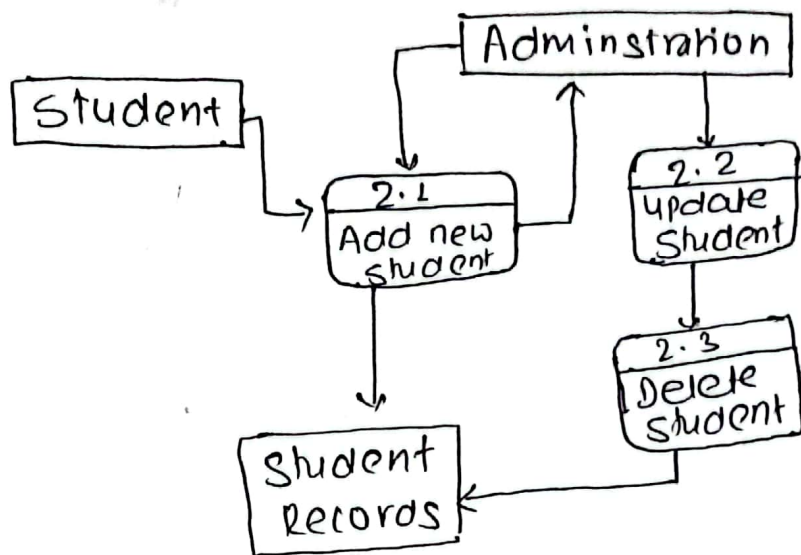 Adminstration
Student
2.1
Add new
Student
2.2
update
Student
2.3
Delete
Student
Student
Records